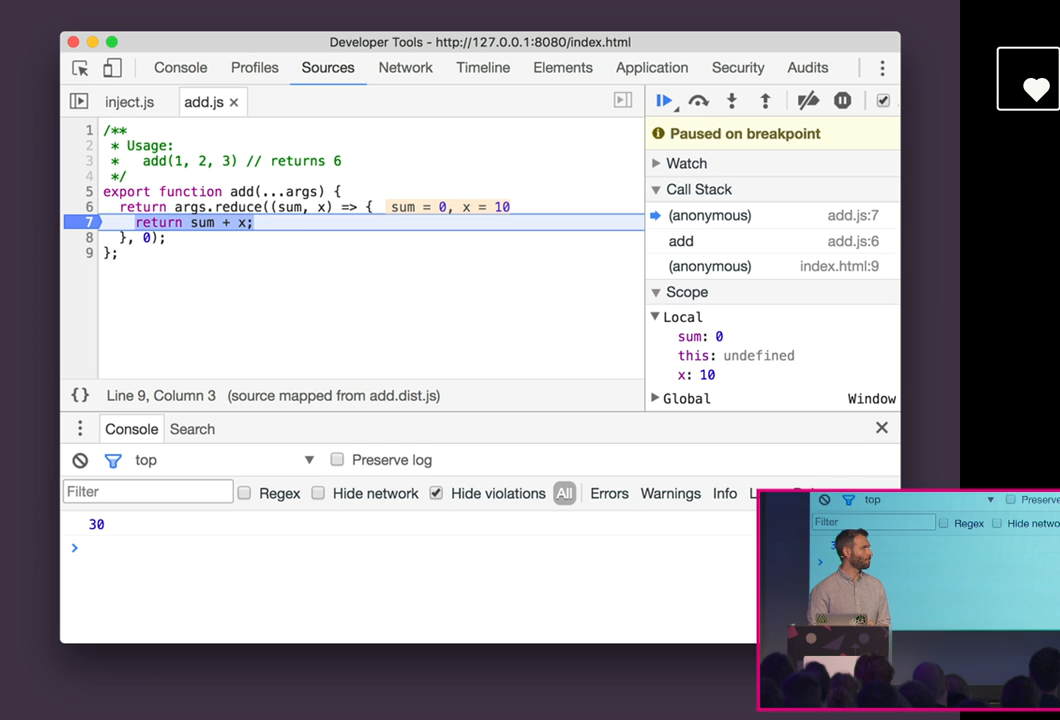 Developer Tools - http://127.0.0.1:8080/index.html
Console Profiles Sources Network Timeline Elements Application Security Audits
inject.js add.js
1 /**
2 * Usage:
3 * add(1, 2, 3) // returns 6
4 */
5 export function add(...args) {
6 return args.reduce((sum, x) => { sum = 0, x = 10
7 return sum + x;
8 }, 0);
9 };
{} Line 9, Column 3 (source mapped from add.dist.js)
Paused on breakpoint
Watch
Call Stack
(anonymous) add.js:7
add add.js:6
(anonymous) index.html:9
Scope
Local
sum: 0
this: undefined
x: 10
Global Window
Console Search
top Preserve log
Filter Regex Hide network Hide violations All Errors Warnings Info
30
top Preserve
Filter Regex Hide netwo